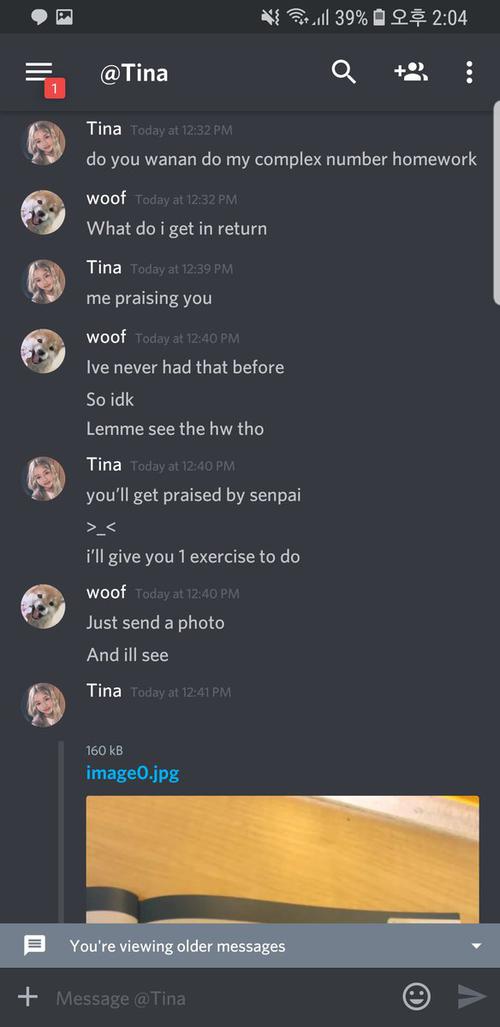 39% 오후 2:04
1
@Tina
Tina Today at 12:32 PM
do you wanan do my complex number homework
woof Today at 12:32 PM
What do i get in return
Tina Today at 12:39 PM
me praising you
woof Today at 12:40 PM
Ive never had that before
So idk
Lemme see the hw tho
Tina Today at 12:40 PM
you’ll get praised by senpai
>_<
i’ll give you 1 exercise to do
woof Today at 12:40 PM
Just send a photo
And ill see
Tina Today at 12:41 PM
160 kB
image0.jpg
You're viewing older messages
Message @Tina